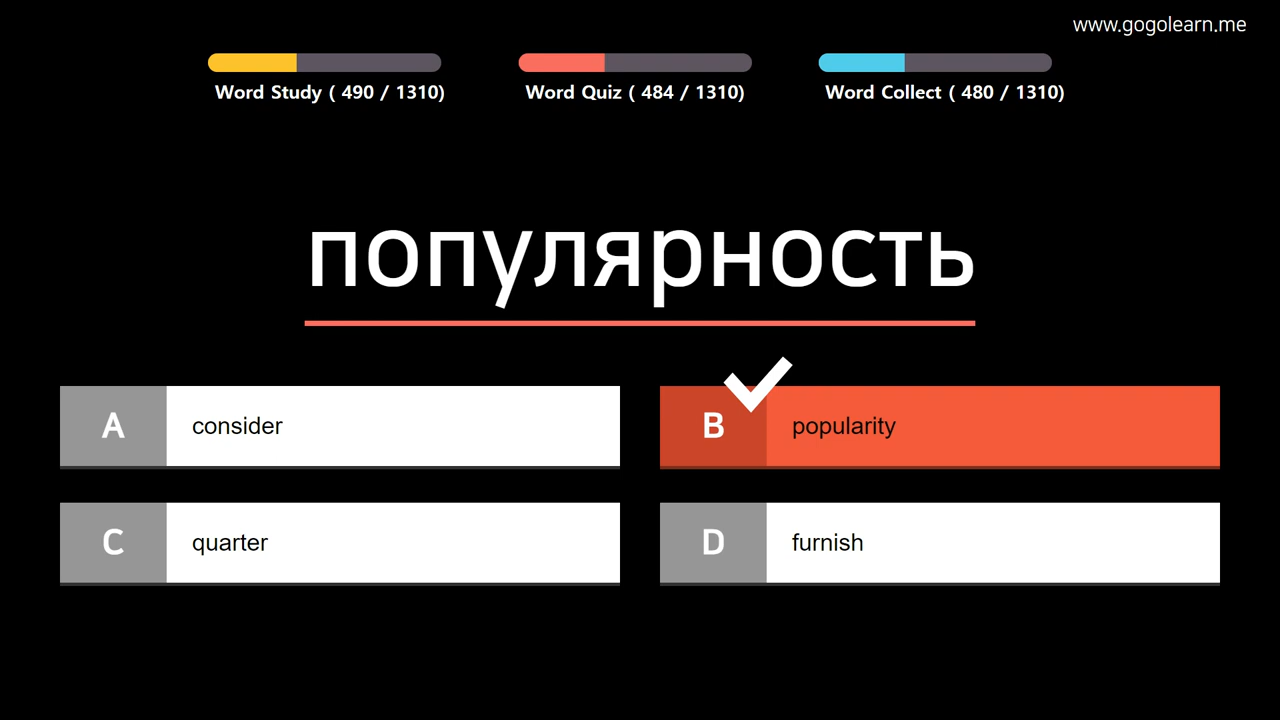 www.gogolearn.me
Word Study ( 490 / 1310)
Word Quiz ( 484 / 1310)
Word Collect ( 480 / 1310)
популярность
A consider
B popularity
C quarter
D furnish